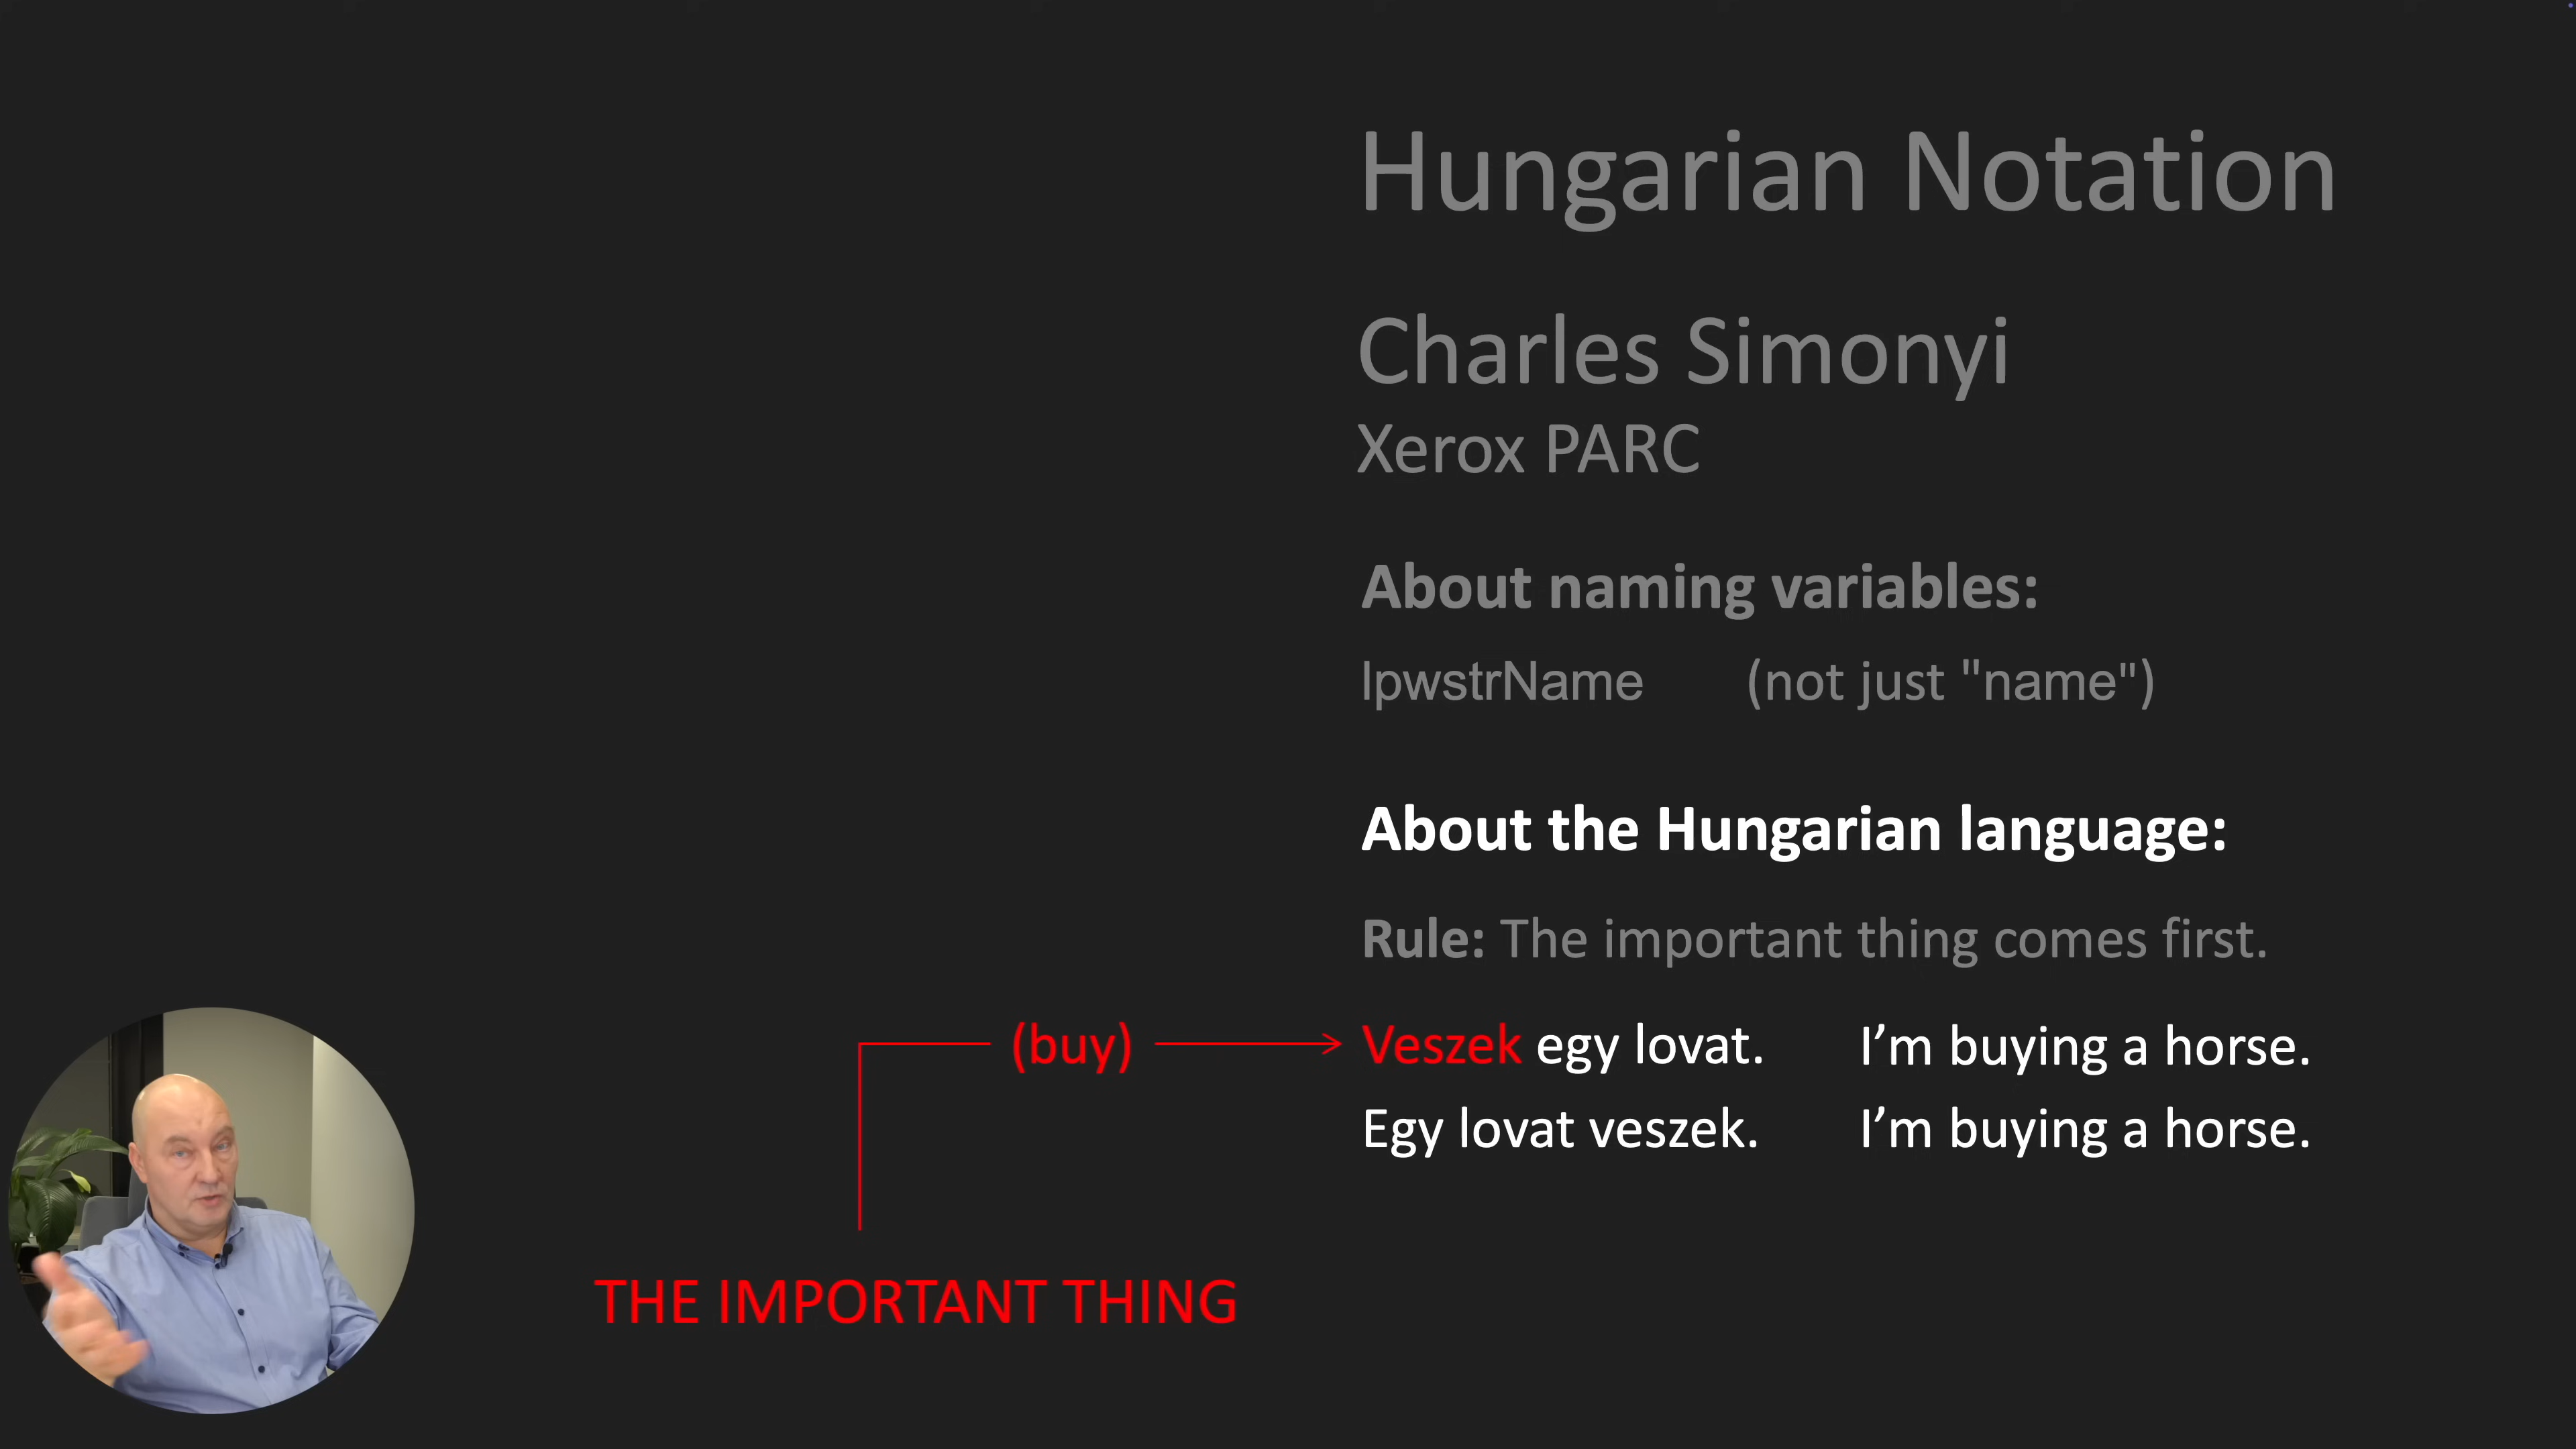 Hungarian Notation
Charles Simonyi
Xerox PARC
About naming variables:
lpwstrName (not just "name")
About the Hungarian language:
Rule: The important thing comes first.
(buy) Veszek egy lovat. I’m buying a horse.
Egy lovat veszek. I’m buying a horse.
THE IMPORTANT THING